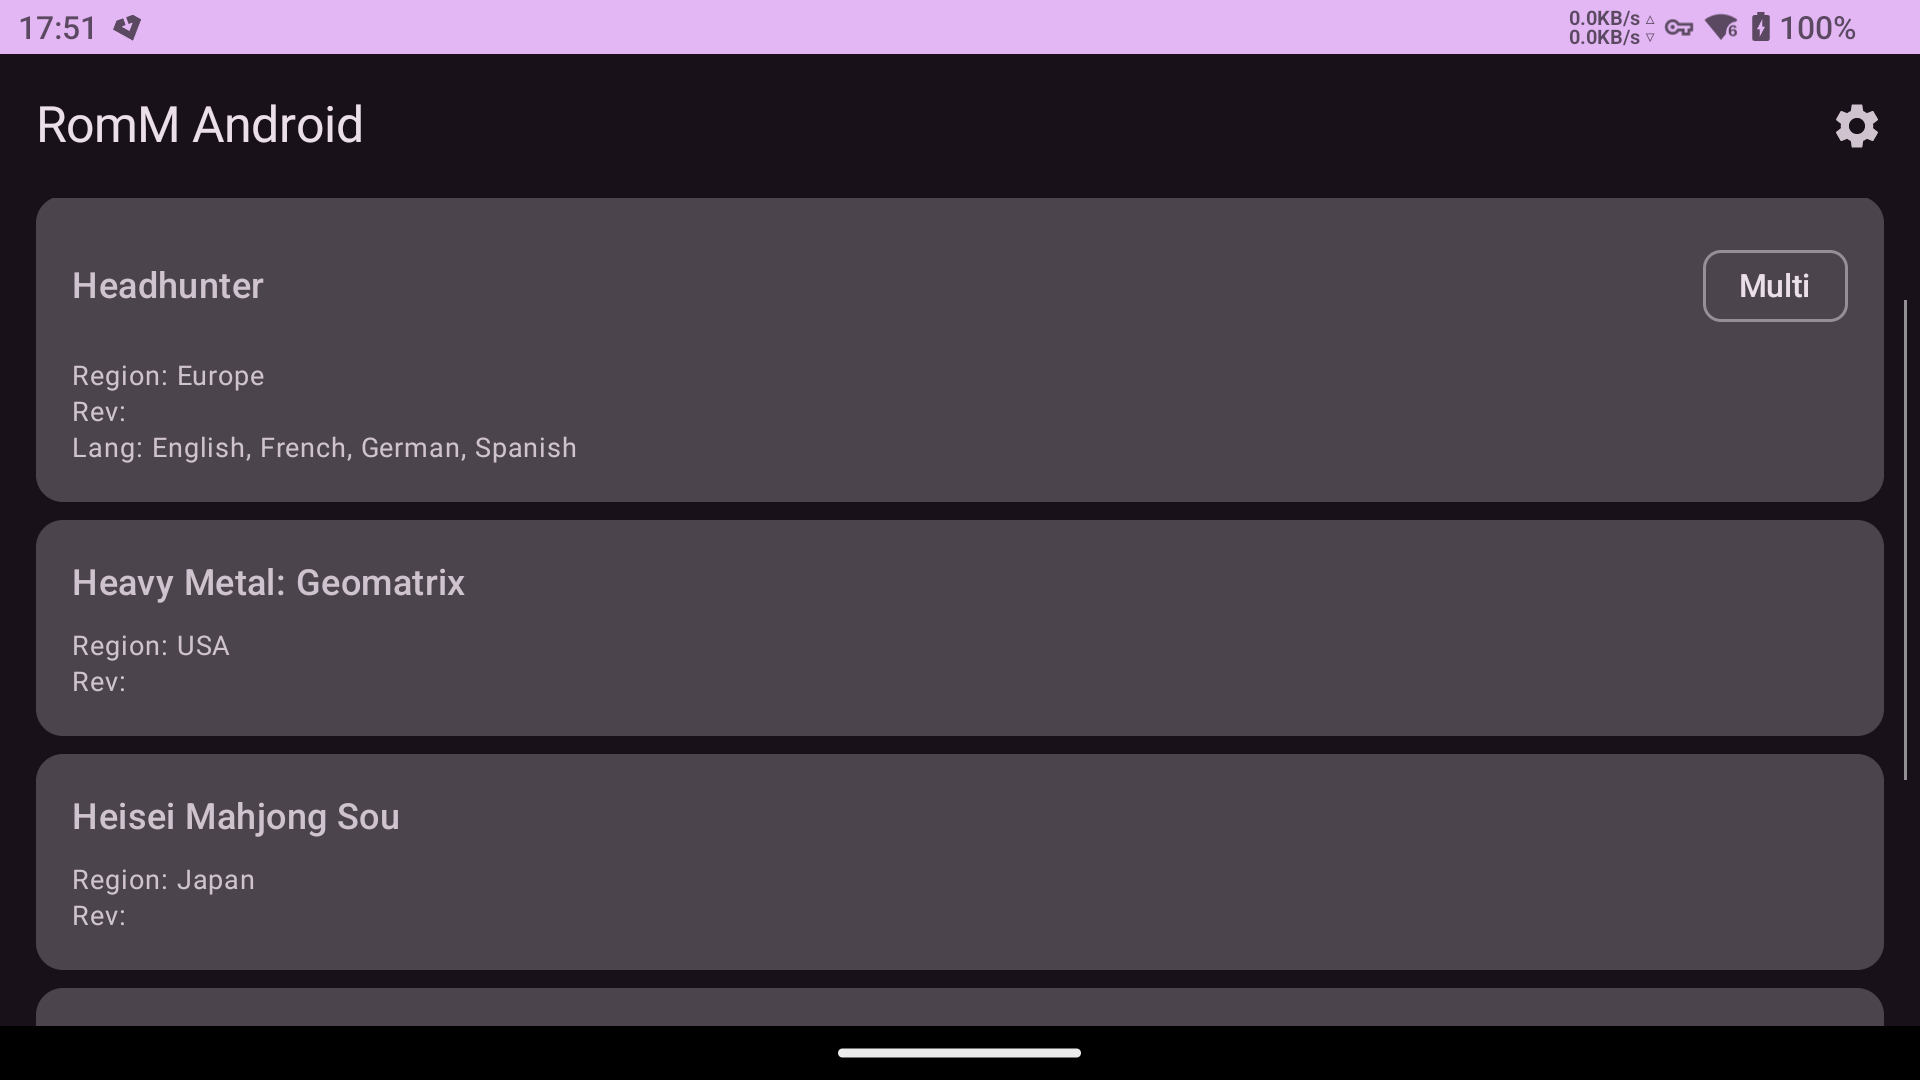 17:51
0.0KB/s
0.0KB/s
6
100%
RomM Android
Headhunter
Multi
Region: Europe
Rev:
Lang: English, French, German, Spanish
Heavy Metal: Geomatrix
Region: USA
Rev:
Heisei Mahjong Sou
Region: Japan
Rev: